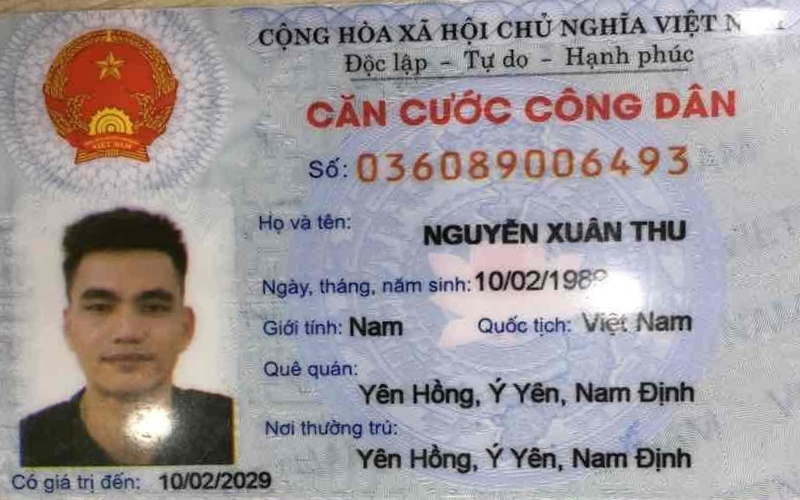 CỘNG HÒA XÃ HỘI CHỦ NGHĨA VIỆT
Độc lập - Tự do - Hạnh phúc
CĂN CƯỚC CÔNG DÂN
Số: 036089006493
Họ và tên:
NGUYỄN XUÂN THU
Ngày, tháng, năm sinh: 10/02/1989
Giới tính: Nam Quốc tịch: Việt Nam
Quê quán:
Yên Hồng, Ý Yên, Nam Định
Nơi thường trú:
Yên Hồng, Ý Yên, Nam Định
Có giá trị đến: 10/02/2029
VIỆT NAM